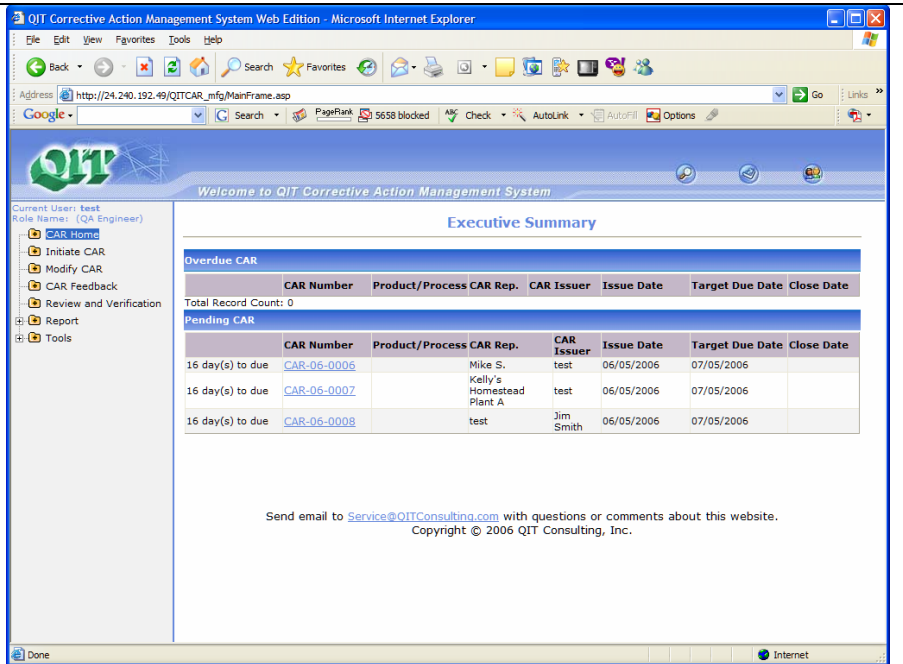 QIT Corrective Action Management System Web Edition - Microsoft Internet Explorer
File Edit View Favorites Tools Help
Back Search Favorites
Address http://24.240.192.49/QITCAR_mfg/MainFrame.asp Go Links »
Google Search PageRank 5658 blocked ABC Check AutoLink AutoFill Options
QIT
Welcome to QIT Corrective Action Management System
Current User: test
Role Name: (QA Engineer)
CAR Home
Initiate CAR
Modify CAR
CAR Feedback
Review and Verification
Report
Tools
Executive Summary
Overdue CAR
CAR Number Product/Process CAR Rep. CAR Issuer Issue Date Target Due Date Close Date
Total Record Count: 0
Pending CAR
CAR Number Product/Process CAR Rep. CAR Issuer Issue Date Target Due Date Close Date
16 day(s) to due CAR-06-0006 Mike S. test 06/05/2006 07/05/2006
16 day(s) to due CAR-06-0007 Kelly's Homestead Plant A test 06/05/2006 07/05/2006
16 day(s) to due CAR-06-0008 test Jim Smith 06/05/2006 07/05/2006
Send email to Service@QITConsulting.com with questions or comments about this website.
Copyright © 2006 QIT Consulting, Inc.
Done Internet